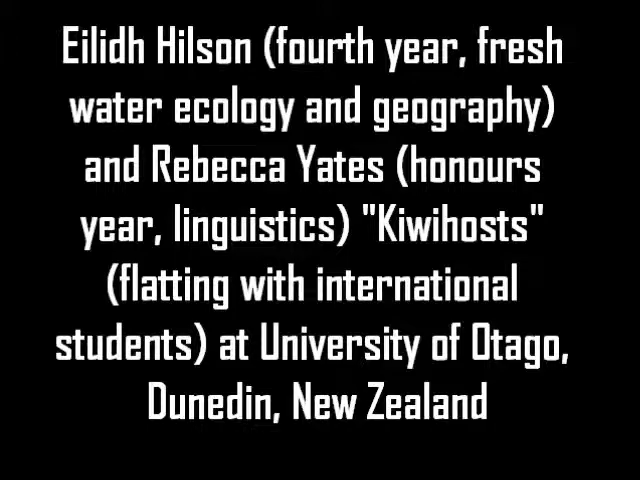 Eilidh Hilson (fourth year, fresh
water ecology and geography)
and Rebecca Yates (honours
year, linguistics) "Kiwihosts"
(flatting with international
students) at University of Otago,
Dunedin, New Zealand